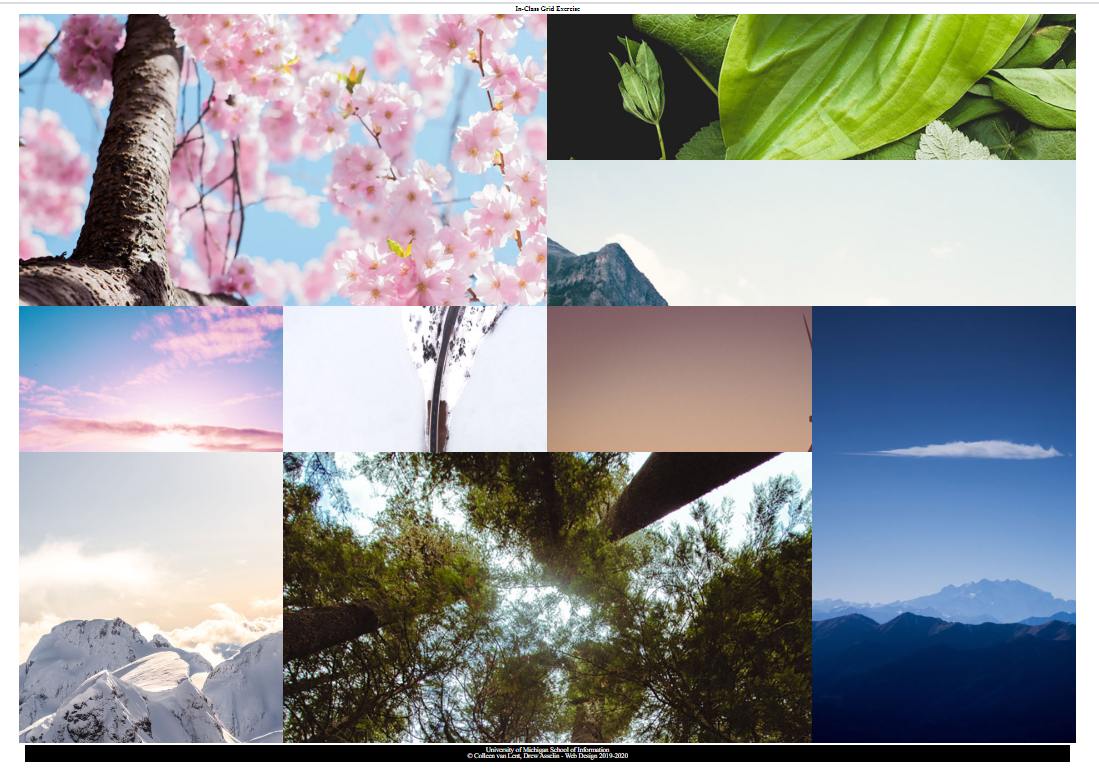 In-Class Grid Exercise
University of Michigan School of Information
© Colleen van Lent, Drew Asselin - Web Design 2019-2020